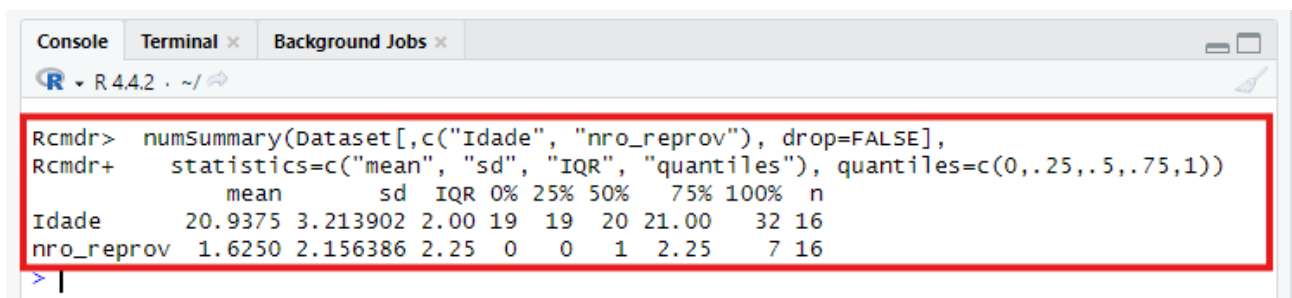 Console Terminal × Background Jobs ×
R 4.4.2 · ~/
Rcmdr>  numSummary(Dataset[,c("Idade", "nro_reprov"), drop=FALSE],
Rcmdr+    statistics=c("mean", "sd", "IQR", "quantiles"), quantiles=c(0,.25,.5,.75,1))
              mean       sd  IQR 0% 25% 50%   75% 100%  n
Idade      20.9375 3.213902 2.00 19  19  20 21.00   32 16
nro_reprov  1.6250 2.156386 2.25  0   0   1  2.25    7 16
>